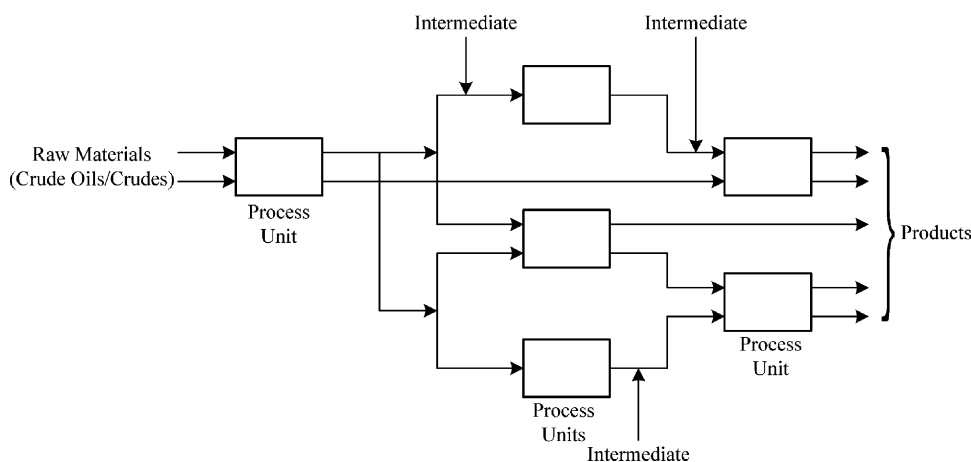 Intermediate
Intermediate
Raw Materials
(Crude Oils/Crudes)
Process
Unit
Products
Process
Unit
Process
Units
Intermediate